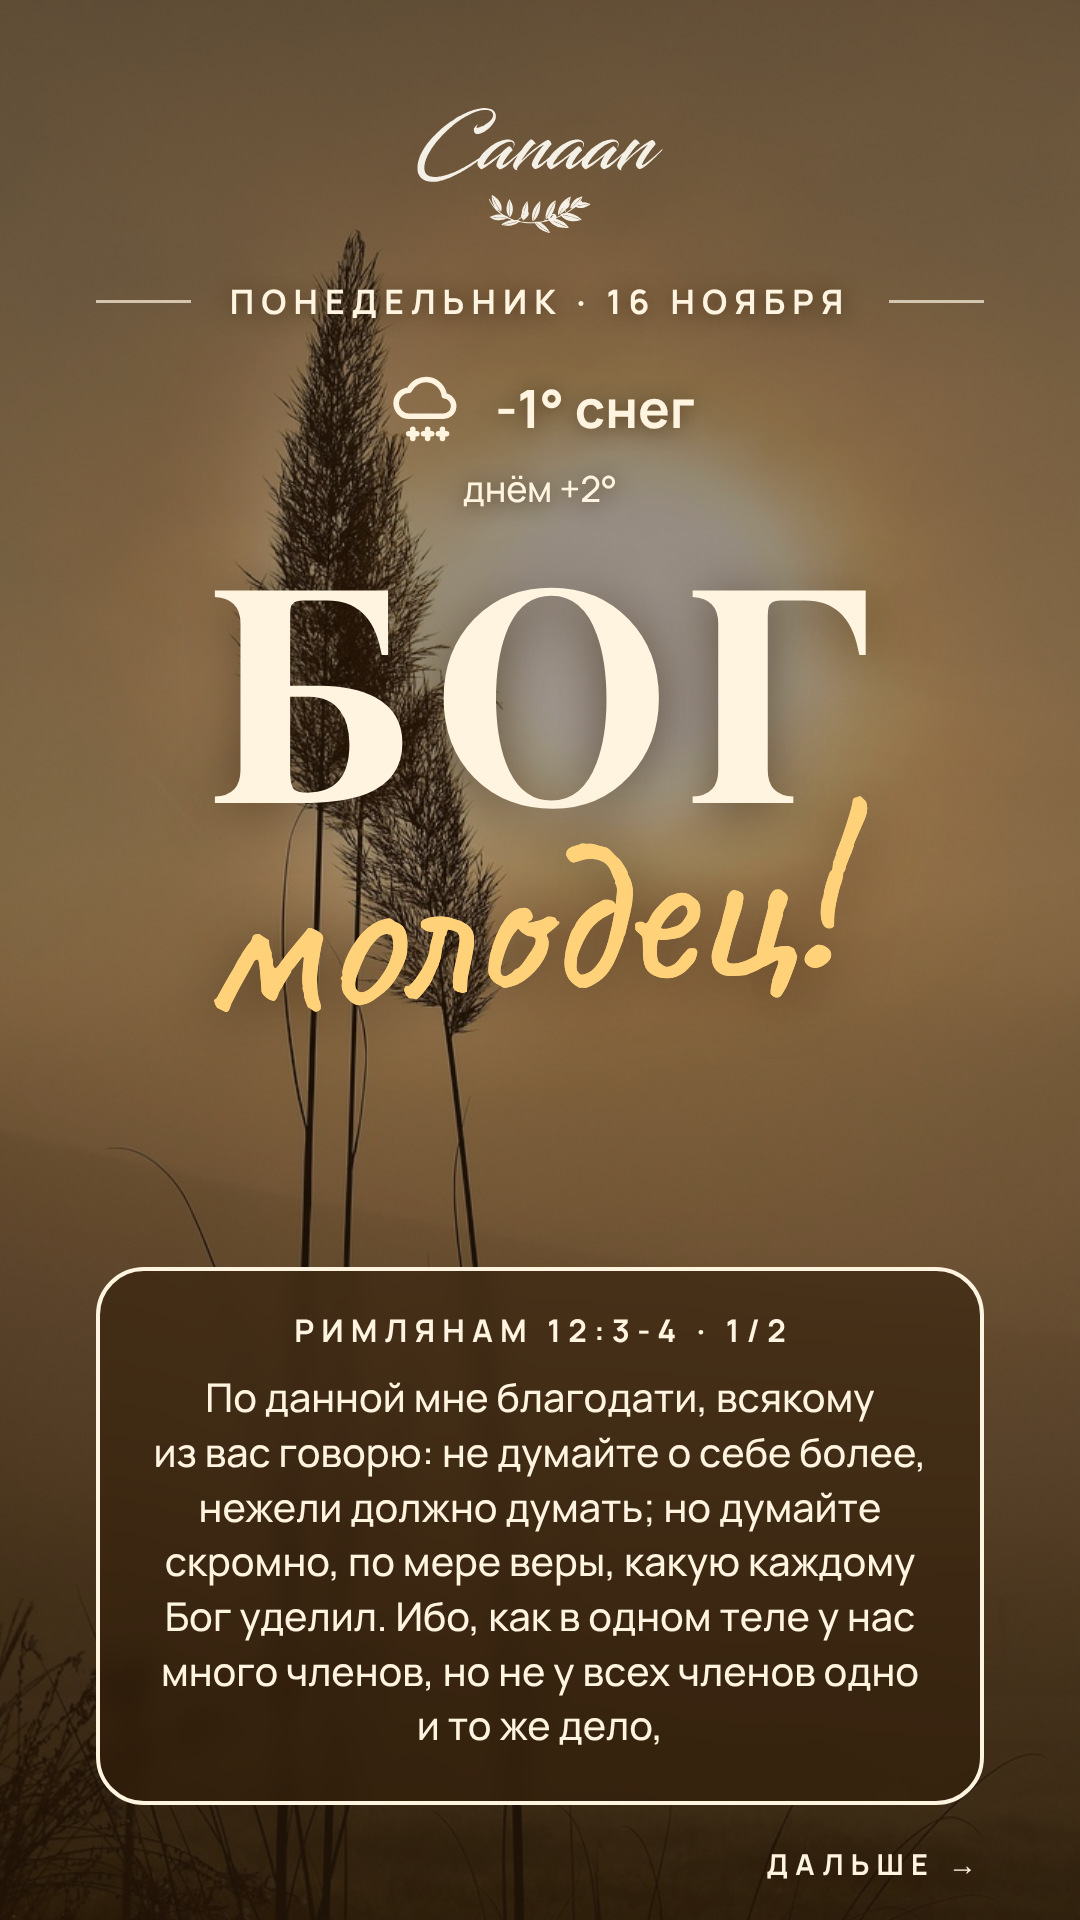 Canaan
ПОНЕДЕЛЬНИК · 16 НОЯБРЯ
-1° снег
днём +2°
БОГ
молодец!
РИМЛЯНАМ 12:3-4 · 1/2
По данной мне благодати, всякому
из вас говорю: не думайте о себе более,
нежели должно думать; но думайте
скромно, по мере веры, какую каждому
Бог уделил. Ибо, как в одном теле у нас
много членов, но не у всех членов одно
и то же дело,
ДАЛЬШЕ →